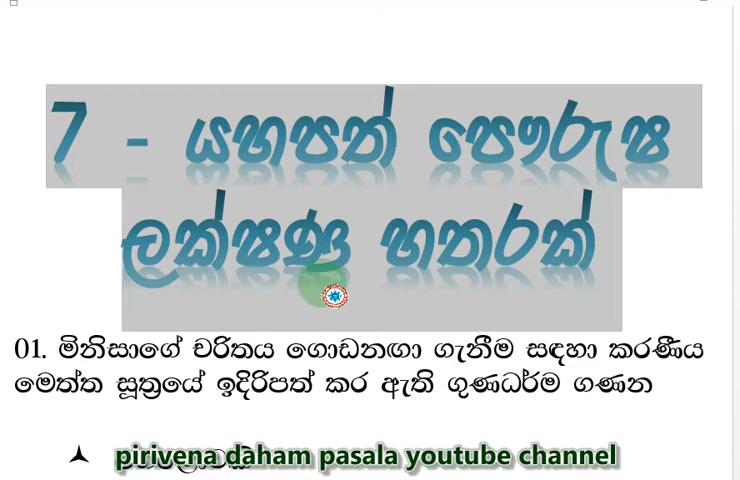 7 - යහපත් පෞරුෂ
ලක්ෂණ හතරක්
01. මිනිසාගේ චරිතය ගොඩනඟා ගැනීම සඳහා කරණීය
මෙත්ත සූත්‍රයේ ඉදිරිපත් කර ඇති ගුණධර්ම ගණන
pirivena daham pasala youtube channel